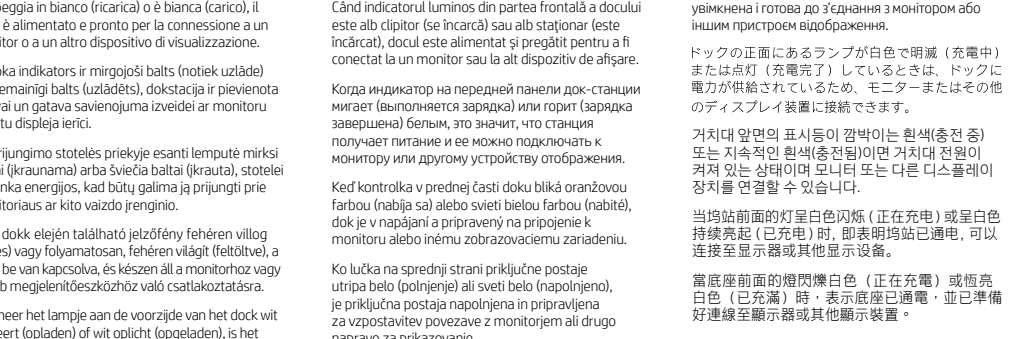 eggia in bianco (ricarica) o è bianca (carico), il
è alimentato e pronto per la connessione a un
itor o a un altro dispositivo di visualizzazione.
ka indikators ir mirgojošs balts (notiek uzlāde)
emainīgi balts (uzlādēts), dokstacija ir pievienota
vai un gatava savienojuma izveidei ar monitoru
tu displeja ierīci.
rijungimo stotelės priekyje esanti lemputė mirksi
ai (įkraunama) arba šviečia baltai (įkrauta), stotelei
nka energijos, kad būtų galima ją prijungti prie
itoriaus ar kito vaizdo įrenginio.
dokk elején található jelzőfény fehéren villog
es) vagy folyamatosan, fehéren világít (feltöltve), a
be van kapcsolva, és készen áll a monitorhoz vagy
b megjelenítőeszközhöz való csatlakoztatásra.
neer het lampje aan de voorzijde van het dock wit
eert (opladen) of wit oplicht (opgeladen), is het
Când indicatorul luminos din partea frontală a docului
este alb clipitor (se încarcă) sau alb staționar (este
încărcat), docul este alimentat și pregătit pentru a fi
conectat la un monitor sau la alt dispozitiv de afișare.
Когда индикатор на передней панели док-станции
мигает (выполняется зарядка) или горит (зарядка
завершена) белым, это значит, что станция
получает питание и ее можно подключать к
монитору или другому устройству отображения.
Keď kontrolka v prednej časti doku bliká oranžovou
farbou (nabíja sa) alebo svieti bielou farbou (nabité),
dok je v napájaní a pripravený na pripojenie k
monitoru alebo inému zobrazovaciemu zariadeniu.
Ko lučka na sprednji strani priključne postaje
utripa belo (polnjenje) ali sveti belo (napolnjeno),
je priključna postaja napolnjena in pripravljena
za vzpostavitev povezave z monitorjem ali drugo
napravo za prikazovanje.
увімкнена і готова до з'єднання з монітором або
іншим пристроєм відображення.
ドックの正面にあるランプが白色で明滅（充電中）
または点灯（充電完了）しているときは、ドックに
電力が供給されているため、モニターまたはその他
のディスプレイ装置に接続できます。
거치대 앞면의 표시등이 깜박이는 흰색(충전 중)
또는 지속적인 흰색(충전됨)이면 거치대 전원이
켜져 있는 상태이며 모니터 또는 다른 디스플레이
장치를 연결할 수 있습니다.
当坞站前面的灯呈白色闪烁 (正在充电) 或呈白色
持续亮起 (已充电) 时, 即表明坞站已通电, 可以
连接至显示器或其他显示设备。
當底座前面的燈閃爍白色（正在充電）或恆亮
白色（已充滿）時，表示底座已通電，並已準備
好連線至顯示器或其他顯示裝置。